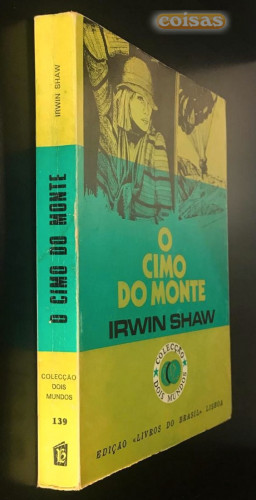 coisas
IRWIN SHAW
O CIMO DO MONTE
COLECÇÃO
DOIS
MUNDOS
139
O
CIMO
DO MONTE
IRWIN SHAW
COLECÇÃO
DOIS MUNDOS
EDIÇÃO «LIVROS DO BRASIL» LISBOA